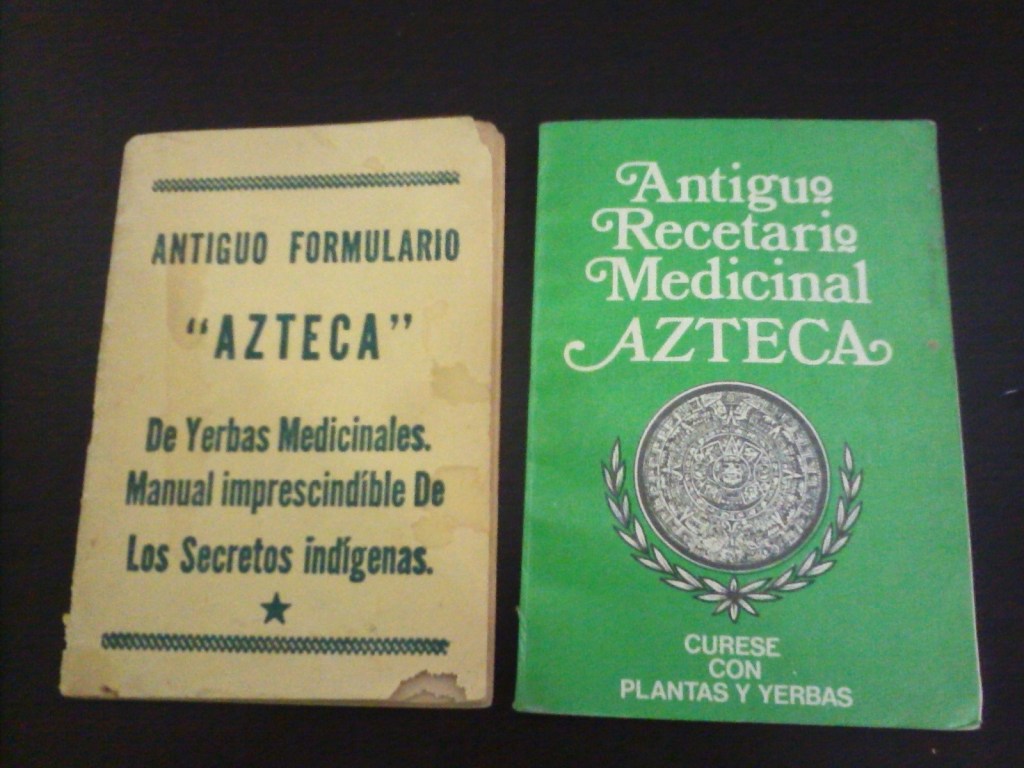 ANTIGUO FORMULARIO
"AZTECA"
De Yerbas Medicinales.
Manual imprescindible De
Los Secretos indígenas.
Antiguo
Recetario
Medicinal
AZTECA
CURESE
CON
PLANTAS Y YERBAS